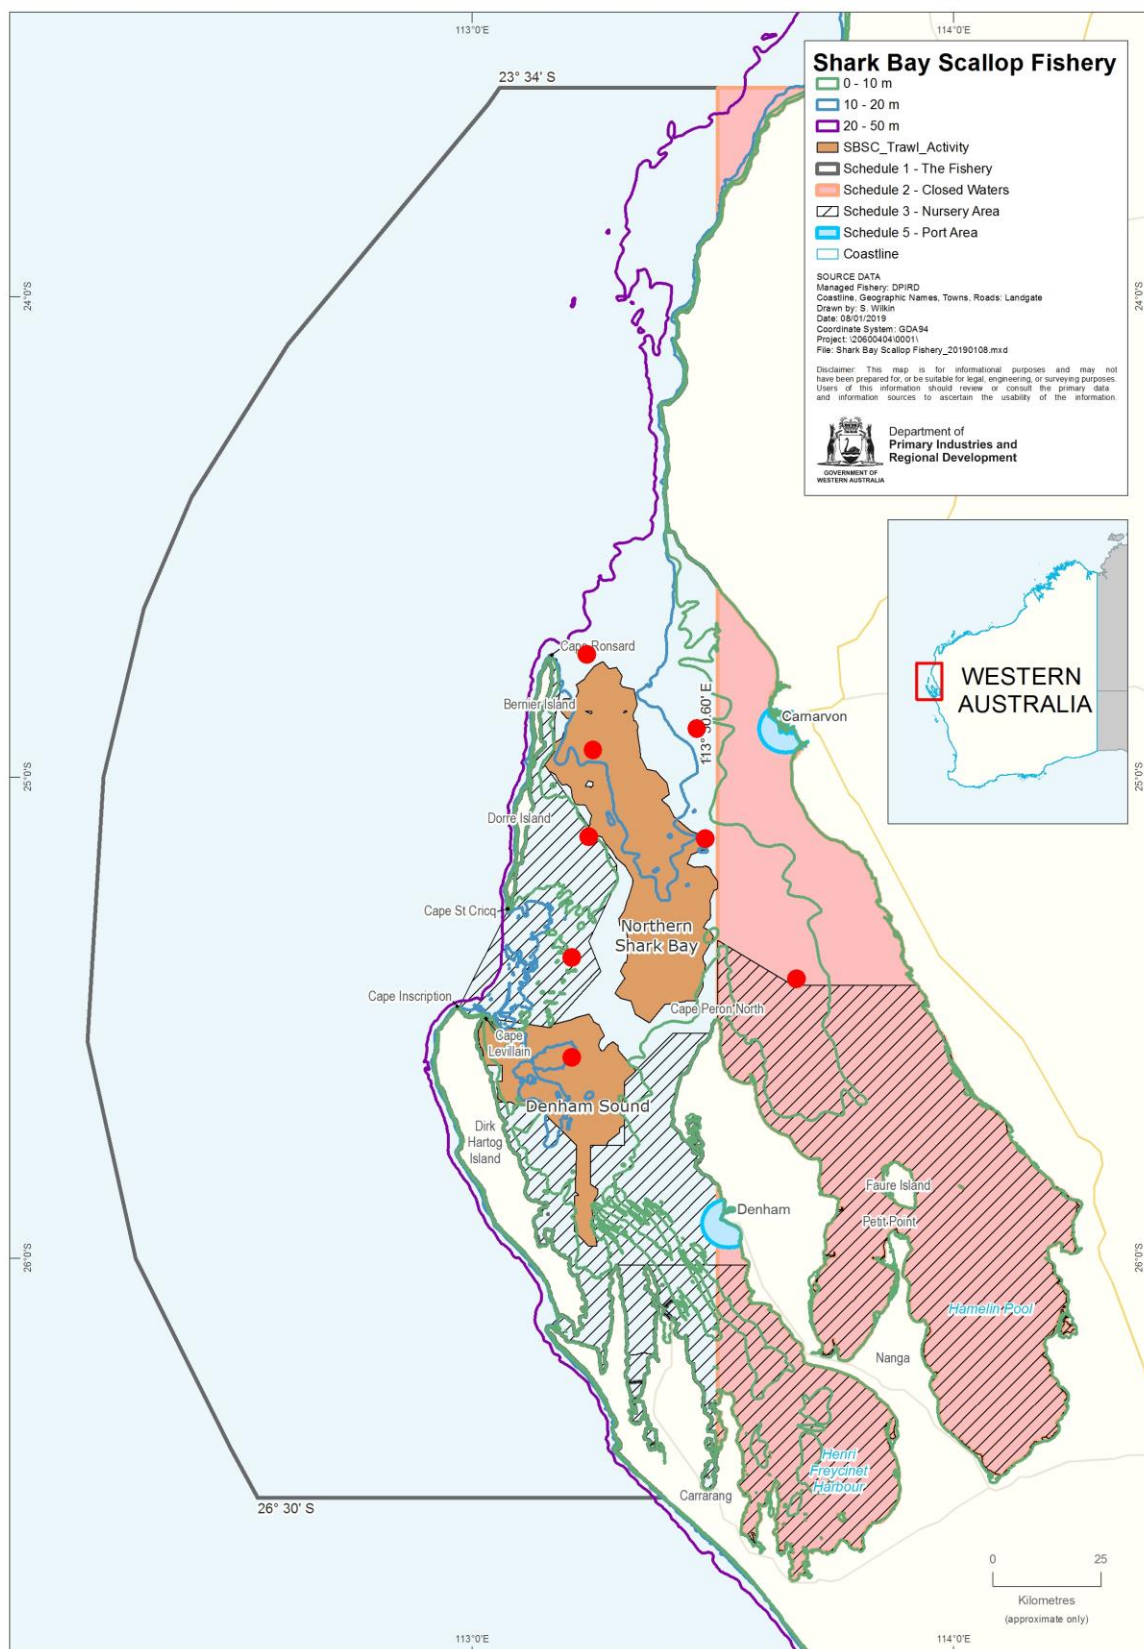 113°0'E
114°0'E
23° 34' S
Shark Bay Scallop Fishery
0 - 10 m
10 - 20 m
20 - 50 m
SBSC_Trawl_Activity
Schedule 1 - The Fishery
Schedule 2 - Closed Waters
Schedule 3 - Nursery Area
Schedule 5 - Port Area
Coastline
SOURCE DATA
Managed Fishery: DPIRD
Coastline, Geographic Names, Towns, Roads: Landgate
Drawn by: S. Wilkin
Date: 08/01/2019
Coordinate System: GDA94
Project: \20600404\0001\
File: Shark Bay Scallop Fishery_20190108.mxd
Disclaimer: This map is for informational purposes and may not
have been prepared for, or be suitable for legal, engineering, or surveying purposes.
Users of this information should review or consult the primary data
and information sources to ascertain the usability of the information.
GOVERNMENT OF
WESTERN AUSTRALIA
Department of
Primary Industries and
Regional Development
24°0'S
24°0'S
WESTERN
AUSTRALIA
Cape Ronsard
Bernier Island
Carnarvon
25°0'S
25°0'S
Dorre Island
Cape St Cricq
Northern
Shark Bay
Cape Inscription
Cape Peron North
Cape
Levillain
Denham Sound
Dirk
Hartog
Island
Faure Island
Denham
Petit Point
26°0'S
26°0'S
Hamelin Pool
Nanga
Henri
Freycinet
Harbour
Carrarang
26° 30' S
0 25
Kilometres
(approximate only)
113°0'E
114°0'E